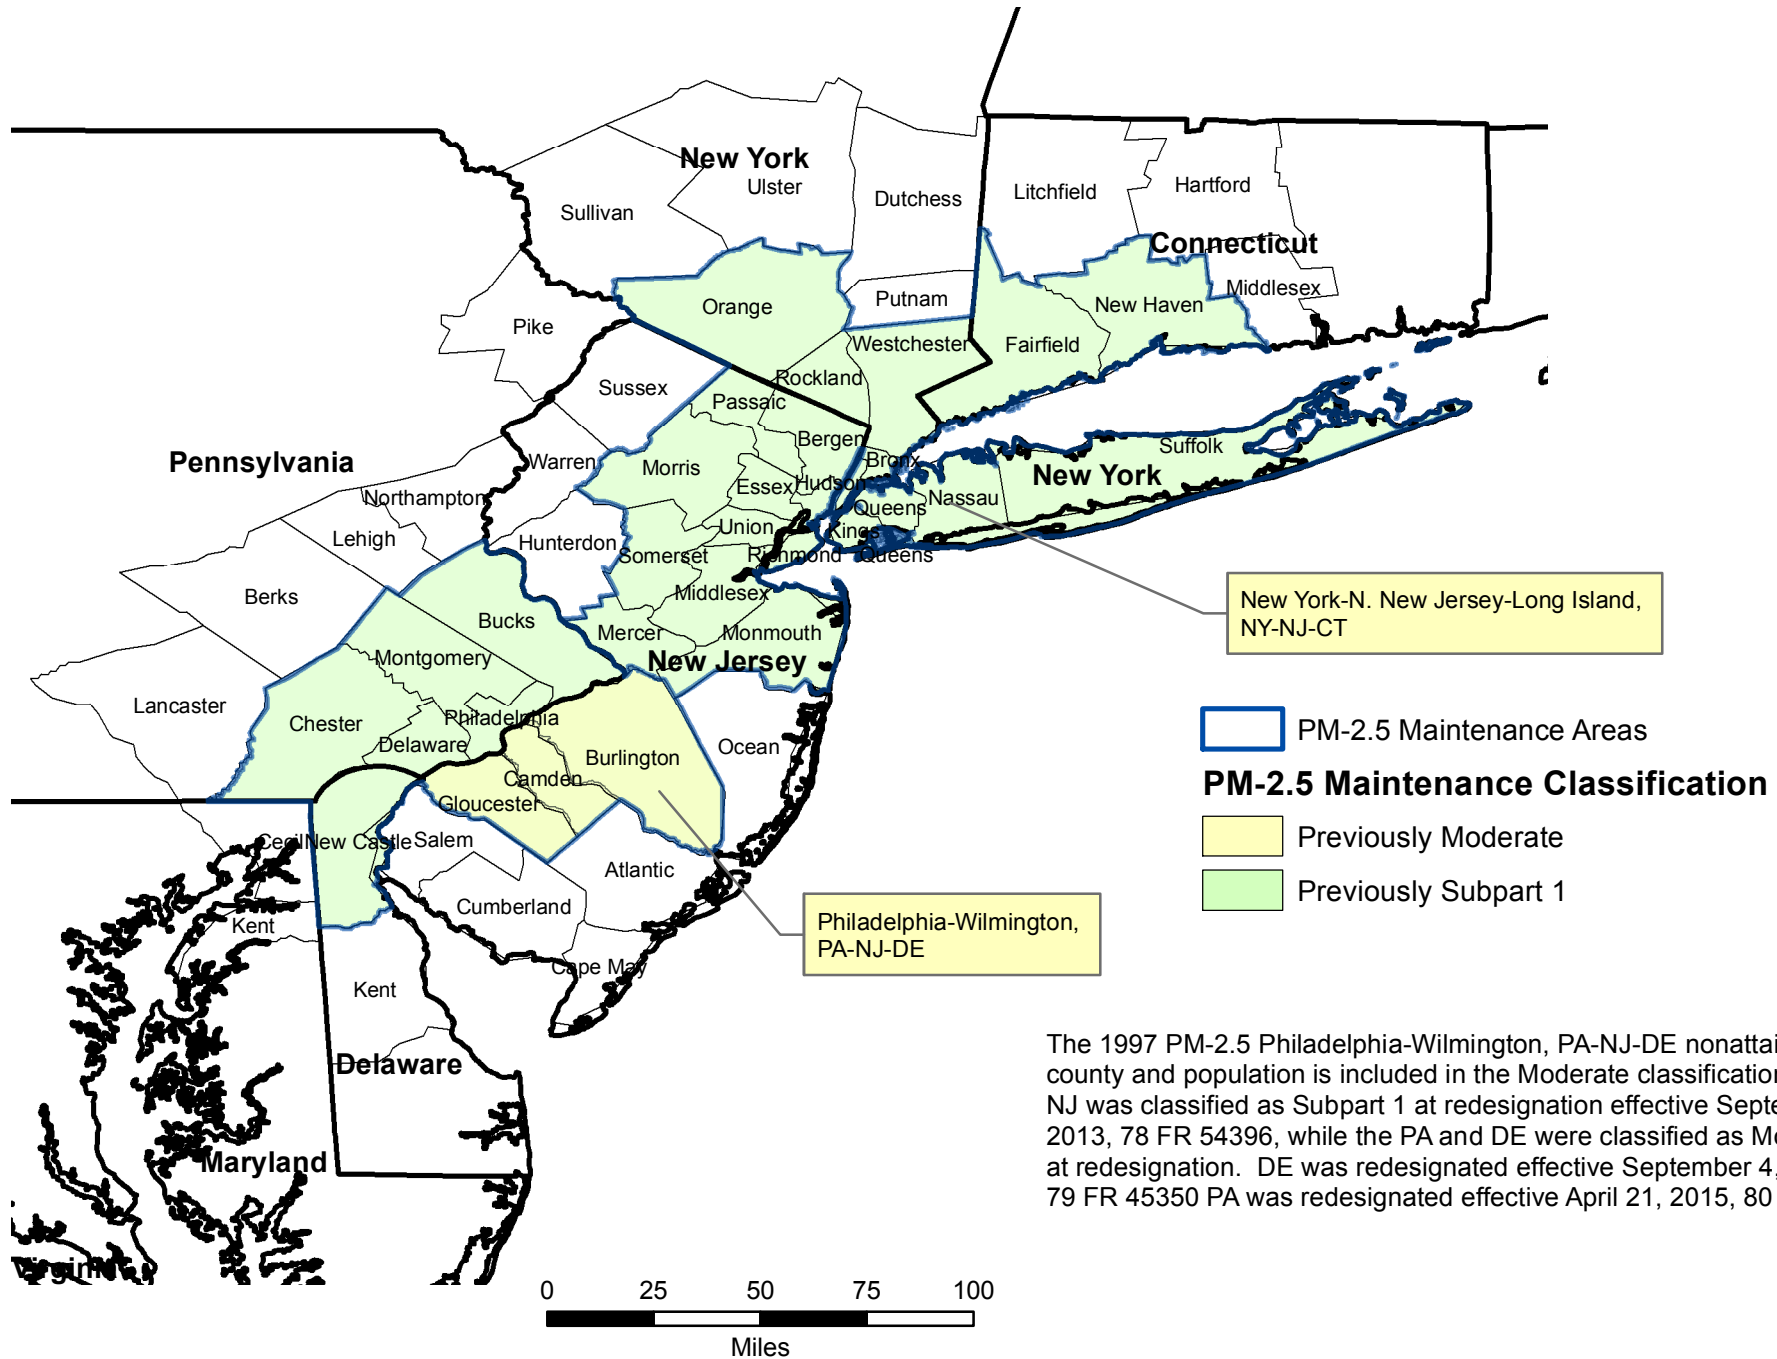 New York
Ulster
Sullivan
Dutchess
Litchfield
Hartford
Connecticut
Middlesex
New Haven
Putnam
Orange
Pike
Westchester
Fairfield
Rockland
Sussex
Passaic
Bergen
Bronx
Suffolk
New York
Nassau
Pennsylvania
Warren
Morris
Essex
Hudson
Queens
Northampton
Lehigh
Hunterdon
Union
Kings
Somerset
Richmond
Queens
Middlesex
Berks
Bucks
Mercer
Monmouth
New Jersey
Montgomery
Lancaster
Chester
Philadelphia
Delaware
Burlington
Ocean
Camden
Gloucester
Cecil
New Castle
Salem
Atlantic
Cumberland
Kent
Cape May
Kent
Delaware
Maryland
New York-N. New Jersey-Long Island,
NY-NJ-CT
Philadelphia-Wilmington,
PA-NJ-DE
PM-2.5 Maintenance Areas
PM-2.5 Maintenance Classification
Previously Moderate
Previously Subpart 1
The 1997 PM-2.5 Philadelphia-Wilmington, PA-NJ-DE nonattai
county and population is included in the Moderate classification
NJ was classified as Subpart 1 at redesignation effective Septe
2013, 78 FR 54396, while the PA and DE were classified as Mo
at redesignation.  DE was redesignated effective September 4,
79 FR 45350 PA was redesignated effective April 21, 2015, 80
0 25 50 75 100
Miles